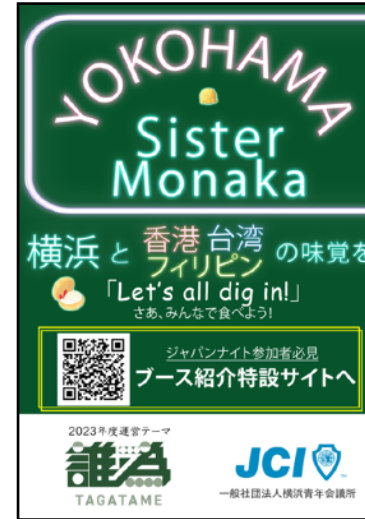 YOKOHAMA
Sister
Monaka
横浜 と 香港 台湾 フィリピン の味覚を
「Let's all dig in!」
さあ、みんなで食べよう!
ジャパンナイト参加者必見
ブース紹介特設サイトへ
2023年度運営テーマ
誰為
TAGATAME
JCI
一般社団法人横浜青年会議所